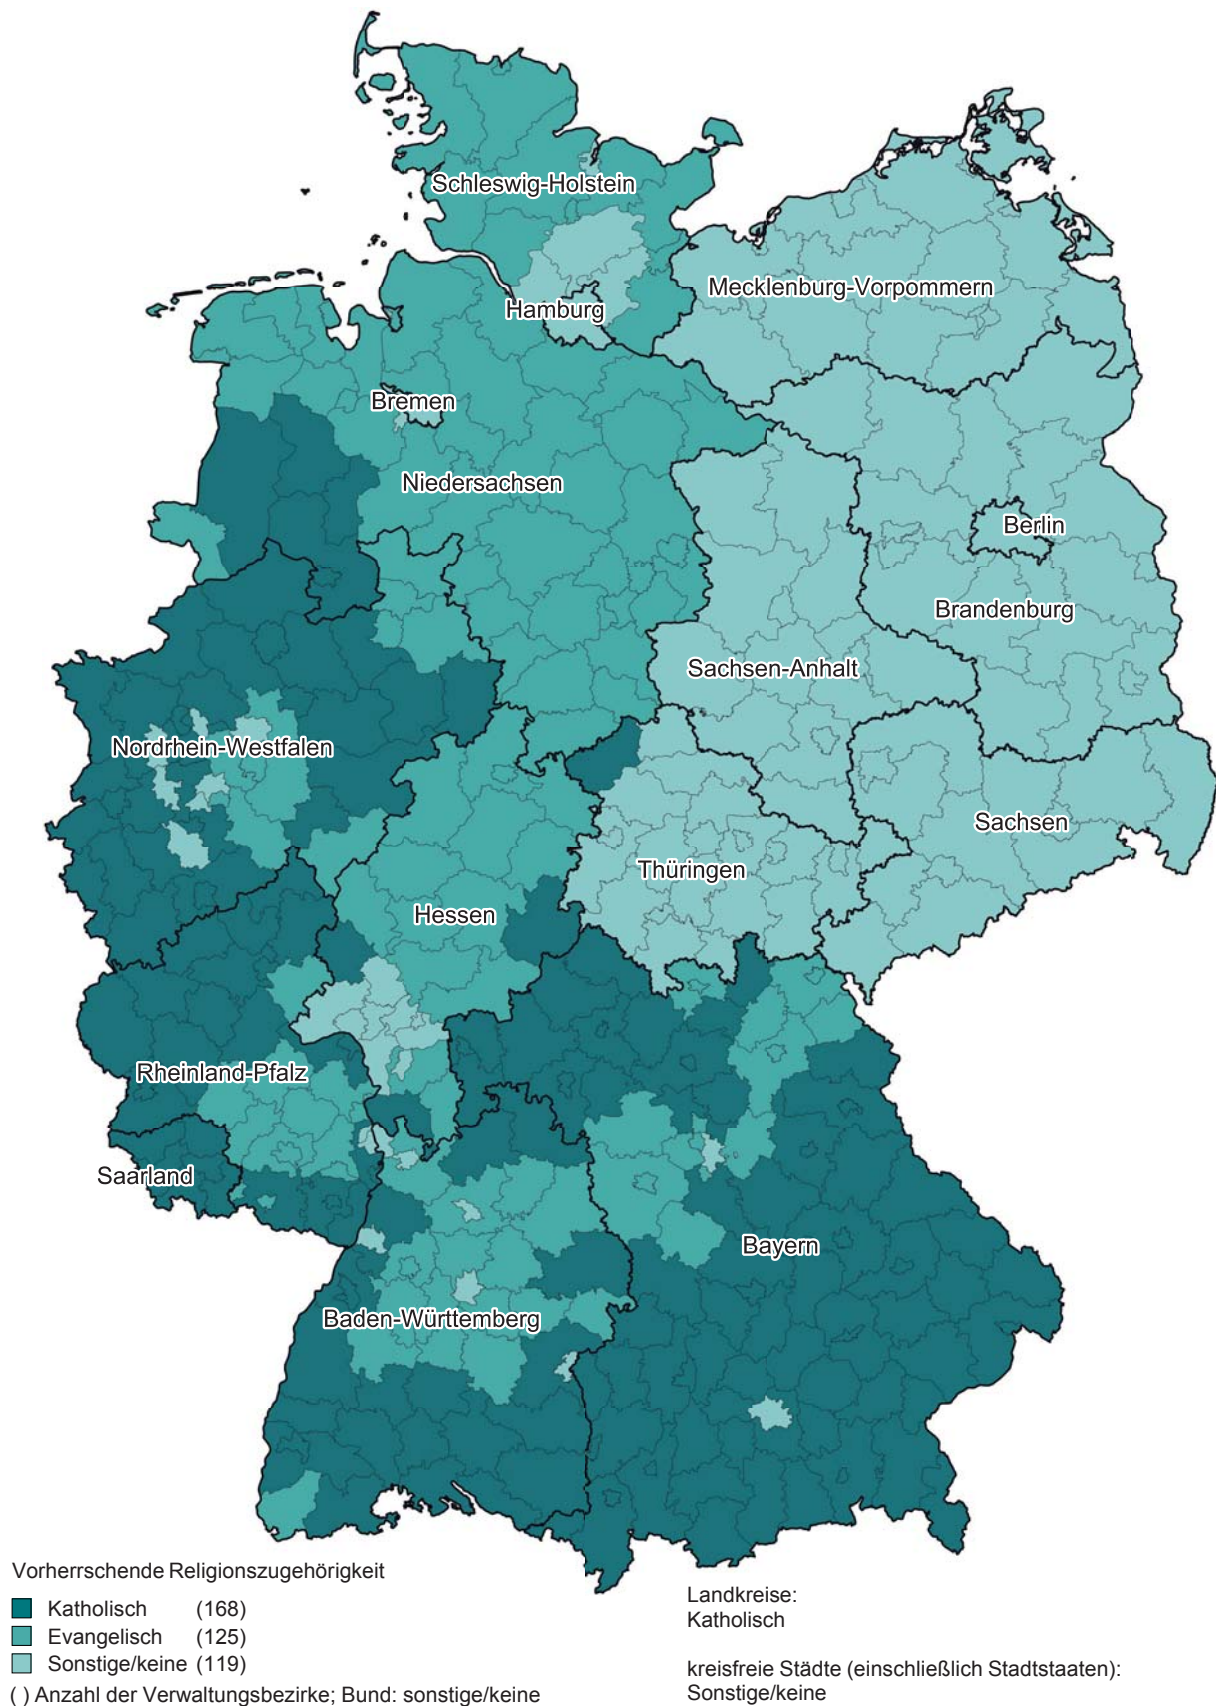 Schleswig-Holstein
Mecklenburg-Vorpommern
Hamburg
Bremen
Niedersachsen
Berlin
Brandenburg
Sachsen-Anhalt
Nordrhein-Westfalen
Sachsen
Thüringen
Hessen
Rheinland-Pfalz
Saarland
Bayern
Baden-Württemberg
Vorherrschende Religionszugehörigkeit
Katholisch (168)
Evangelisch (125)
Sonstige/keine (119)
( ) Anzahl der Verwaltungsbezirke; Bund: sonstige/keine
Landkreise:
Katholisch
kreisfreie Städte (einschließlich Stadtstaaten):
Sonstige/keine